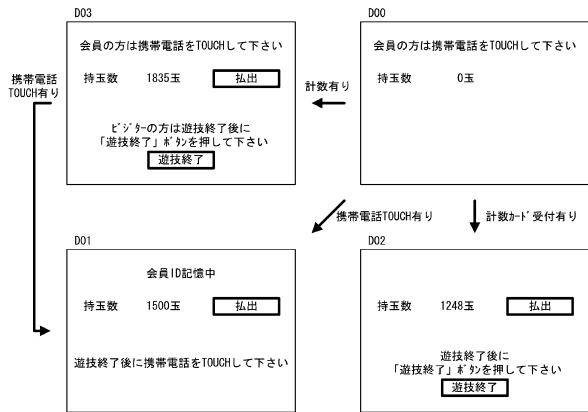 D03
会員の方は携帯電話をTOUCHして下さい
持玉数 1835玉 払出
ﾋﾞｼﾞﾀｰの方は遊技終了後に
「遊技終了」ﾎﾞﾀﾝを押して下さい
遊技終了
D00
会員の方は携帯電話をTOUCHして下さい
持玉数 0玉
携帯電話
TOUCH有り
計数有り
携帯電話TOUCH有り
計数ｶｰﾄﾞ受付有り
D01
会員ID記憶中
持玉数 1500玉 払出
遊技終了後に携帯電話をTOUCHして下さい
D02
持玉数 1248玉 払出
遊技終了後に
「遊技終了」ﾎﾞﾀﾝを押して下さい
遊技終了